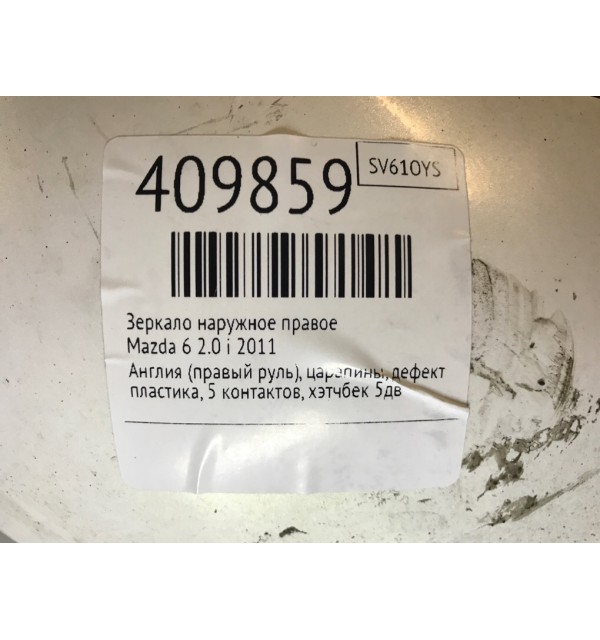 409859
SV610YS
Зеркало наружное правое
Mazda 6 2.0 i 2011
Англия (правый руль), царапины, дефект
пластика, 5 контактов, хэтчбек 5дв